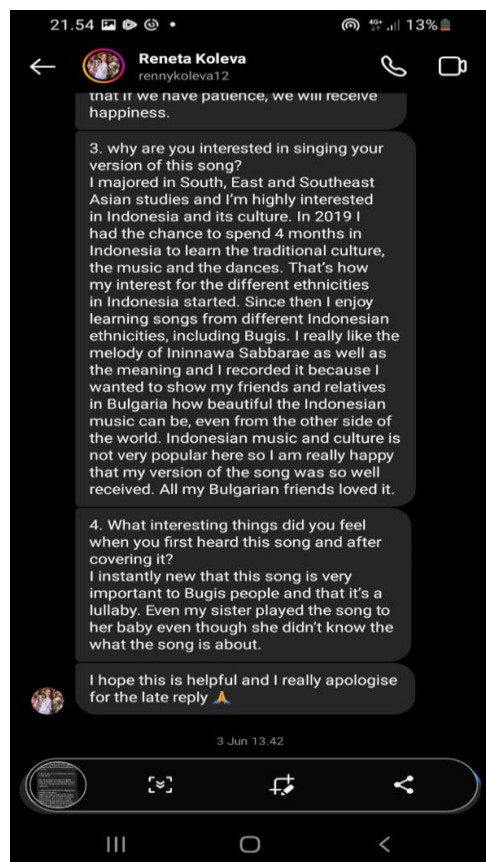 21.54
4G+ 13%
Reneta Koleva
rennykoleva12
that if we have patience, we will receive
happiness.
3. why are you interested in singing your
version of this song?
I majored in South, East and Southeast
Asian studies and I'm highly interested
in Indonesia and its culture. In 2019 I
had the chance to spend 4 months in
Indonesia to learn the traditional culture,
the music and the dances. That's how
my interest for the different ethnicities
in Indonesia started. Since then I enjoy
learning songs from different Indonesian
ethnicities, including Bugis. I really like the
melody of Ininnawa Sabbarae as well as
the meaning and I recorded it because I
wanted to show my friends and relatives
in Bulgaria how beautiful the Indonesian
music can be, even from the other side of
the world. Indonesian music and culture is
not very popular here so I am really happy
that my version of the song was so well
received. All my Bulgarian friends loved it.
4. What interesting things did you feel
when you first heard this song and after
covering it?
I instantly new that this song is very
important to Bugis people and that it's a
lullaby. Even my sister played the song to
her baby even though she didn't know the
what the song is about.
I hope this is helpful and I really apologise
for the late reply 🙏
3 Jun 13.42